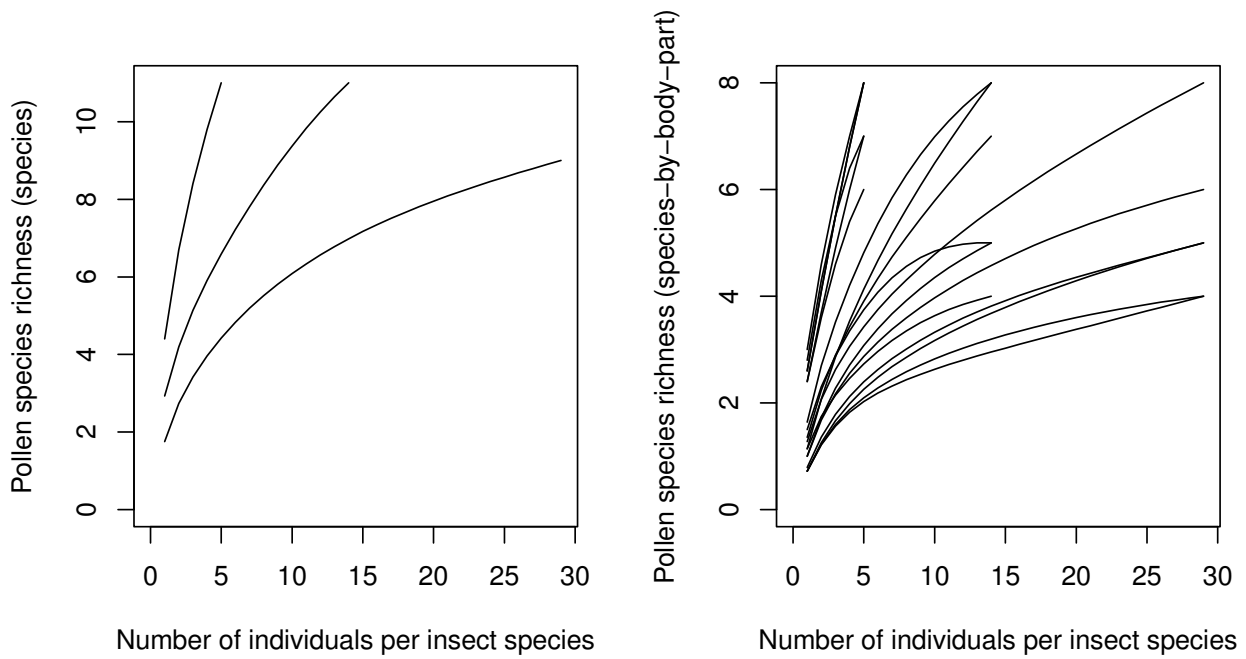 Pollen species richness (species)
0
2
4
6
8
10
0 5 10 15 20 25 30
Number of individuals per insect species
Pollen species richness (species−by−body−part)
0
2
4
6
8
0 5 10 15 20 25 30
Number of individuals per insect species